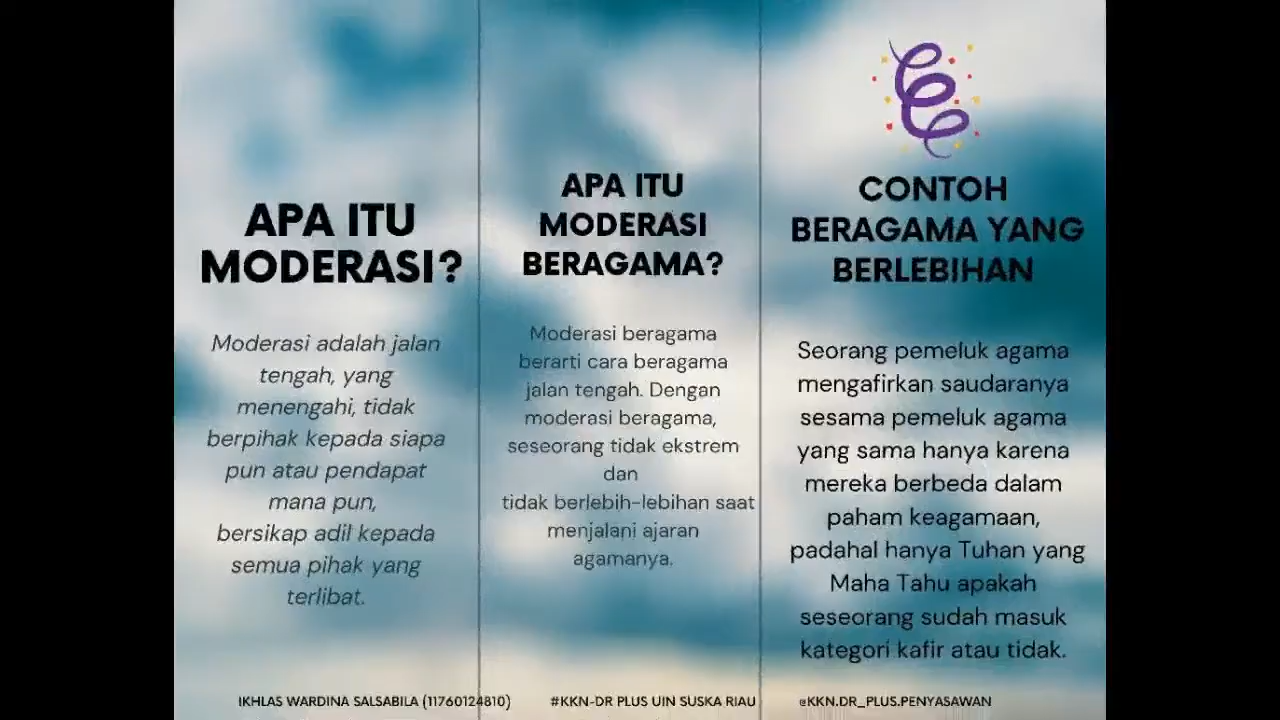 APA ITU
MODERASI?
Moderasi adalah jalan
tengah, yang
menengahi, tidak
berpihak kepada siapa
pun atau pendapat
mana pun,
bersikap adil kepada
semua pihak yang
terlibat.
APA ITU
MODERASI
BERAGAMA?
Moderasi beragama
berarti cara beragama
jalan tengah. Dengan
moderasi beragama,
seseorang tidak ekstrem
dan
tidak berlebih-lebihan saat
menjalani ajaran
agamanya.
CONTOH
BERAGAMA YANG
BERLEBIHAN
Seorang pemeluk agama
mengafirkan saudaranya
sesama pemeluk agama
yang sama hanya karena
mereka berbeda dalam
paham keagamaan,
padahal hanya Tuhan yang
Maha Tahu apakah
seseorang sudah masuk
kategori kafir atau tidak.
IKHLAS WARDINA SALSABILA (11760124810)
#KKN-DR PLUS UIN SUSKA RIAU
@KKN.DR_PLUS.PENYASAWAN